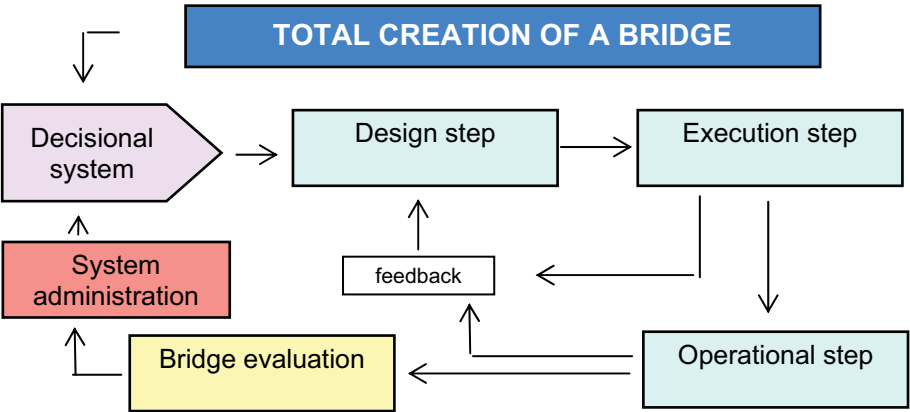 TOTAL CREATION OF A BRIDGE
Decisional
system
Design step
Execution step
System
administration
feedback
Bridge evaluation
Operational step